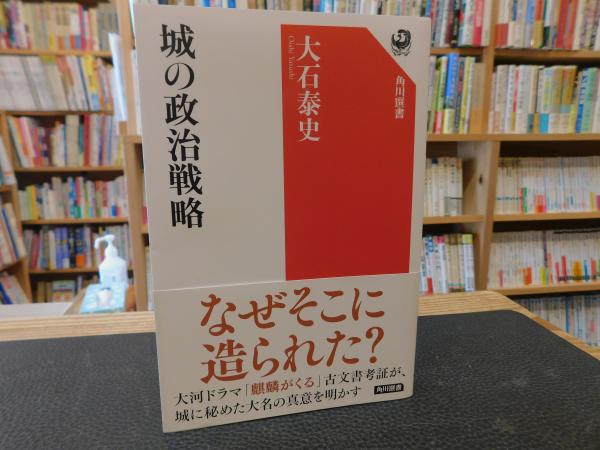 城の政治戦略
大石泰史
Oishi Yasushi
角川選書
なぜそこに
造られた?
大河ドラマ「麒麟がくる」古文書考証が、
城に秘めた大名の真意を明かす
角川選書